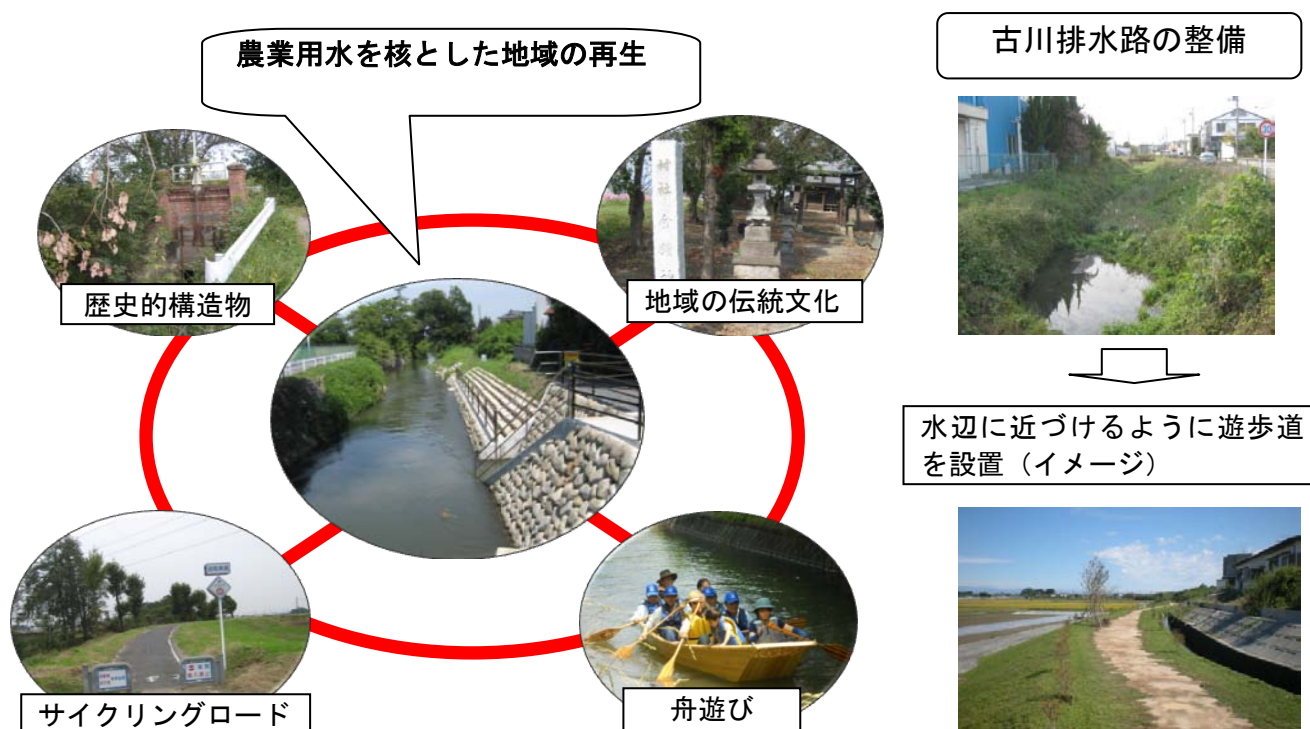 農業用水を核とした地域の再生
歴史的構造物
地域の伝統文化
サイクリングロード
舟遊び
古川排水路の整備
水辺に近づけるように遊歩道
を設置（イメージ）
村社